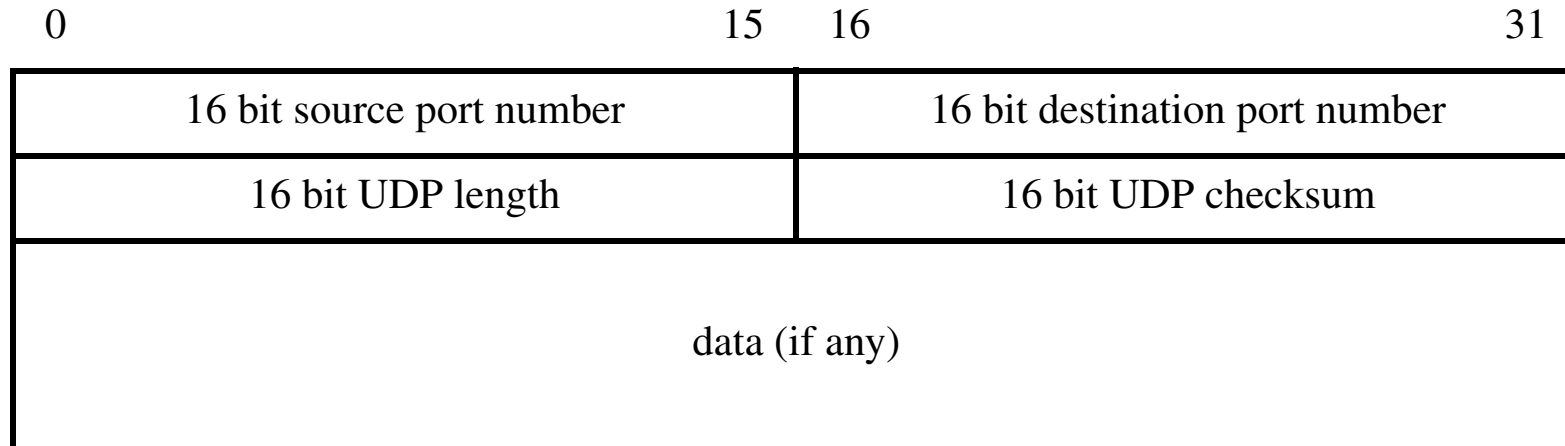 0 15 16 31
16 bit source port number 16 bit destination port number
16 bit UDP length 16 bit UDP checksum
data (if any)